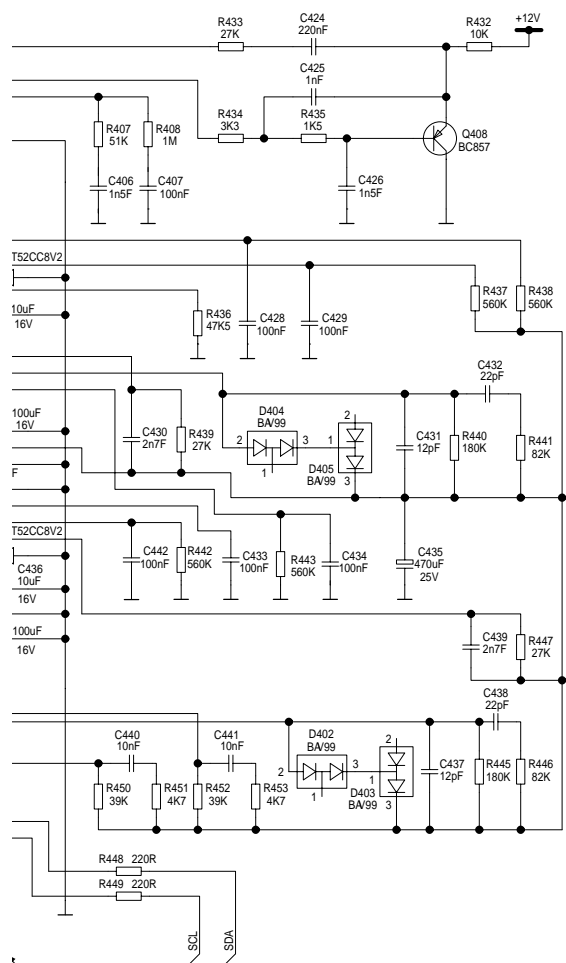 R433
27K
C424
220nF
R432
10K
+12V
C425
1nF
R434
3K3
R435
1K5
Q408
BC857
R407
51K
R408
1M
C406
1n5F
C407
100nF
C426
1n5F
T52CC8V2
10uF
16V
R436
47K5
C428
100nF
C429
100nF
R437
560K
R438
560K
C432
22pF
100uF
16V
C430
2n7F
R439
27K
D404
BA/99
2
3
1
2
1
D405
BA/99
3
C431
12pF
R440
180K
R441
82K
F
T52CC8V2
C442
100nF
R442
560K
C433
100nF
R443
560K
C434
100nF
C435
470uF
25V
C436
10uF
16V
100uF
16V
C439
2n7F
R447
27K
C438
22pF
C440
10nF
C441
10nF
D402
BA/99
2
3
1
2
1
D403
BA/99
3
C437
12pF
R445
180K
R446
82K
R450
39K
R451
4K7
R452
39K
R453
4K7
R448 220R
R449 220R
SCL
SDA